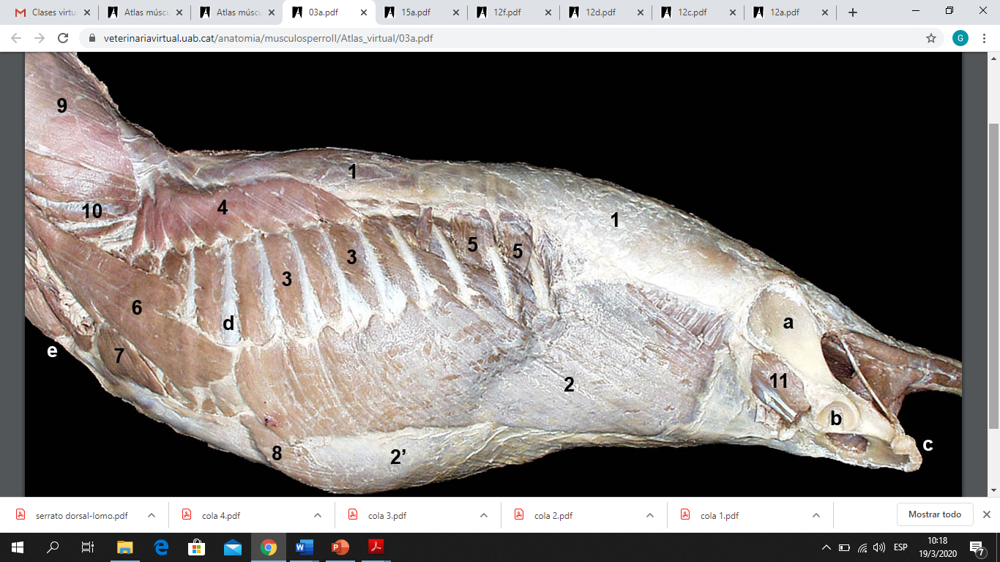 Clases virtu
Atlas múscu
Atlas múscu
03a.pdf
15a.pdf
12f.pdf
12d.pdf
12c.pdf
12a.pdf
veterinariavirtual.uab.cat/anatomia/musculosperroll/Atlas_virtual/03a.pdf
G
9
1
4
10
1
5
5
3
3
6
d
a
e
7
11
2
b
c
8
2’
serrato dorsal-lomo.pdf
cola 4.pdf
cola 3.pdf
cola 2.pdf
cola 1.pdf
Mostrar todo
ESP
10:18
19/3/2020
7